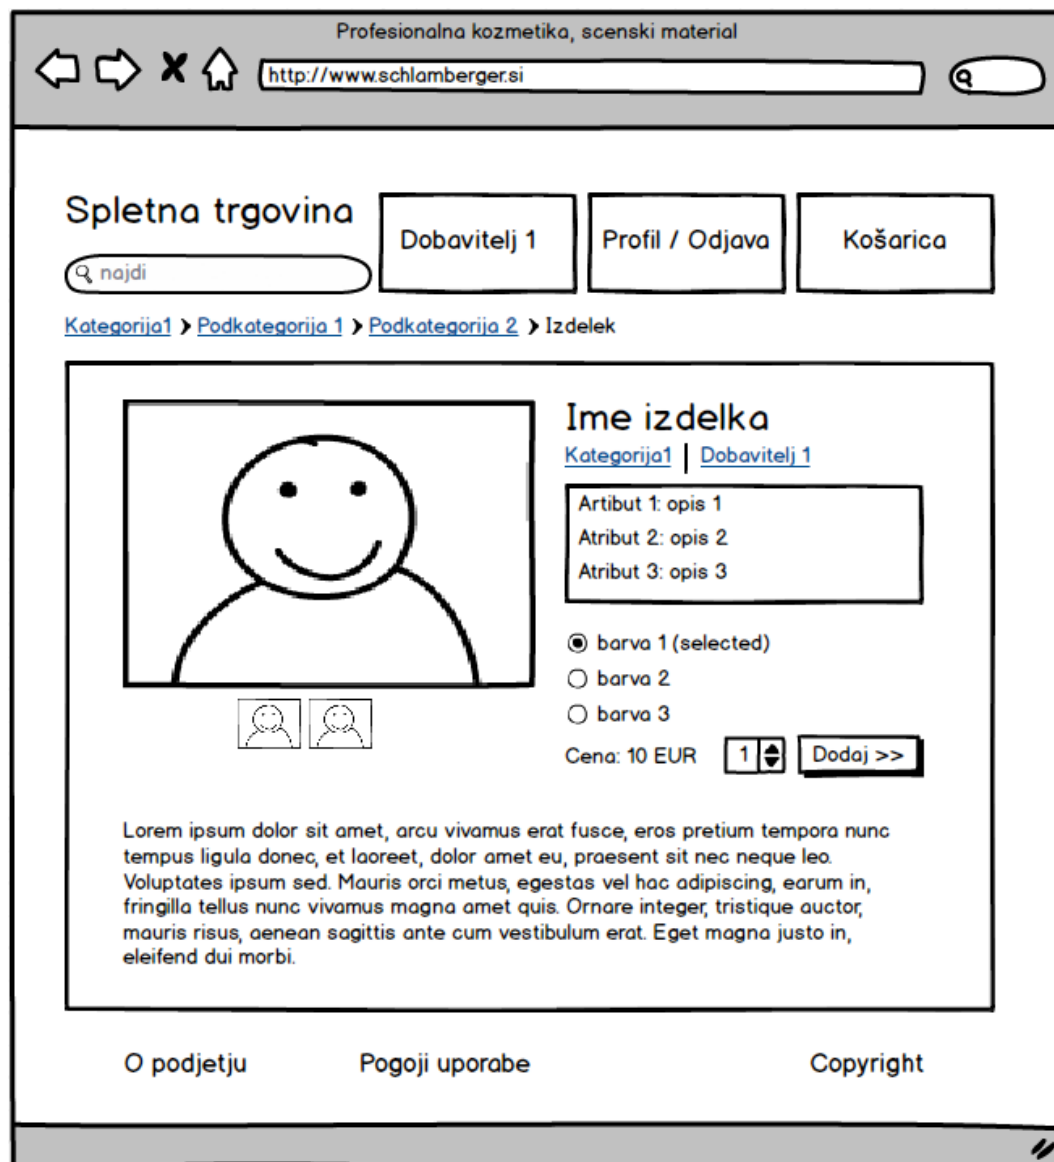 Profesionalna kozmetika, scenski material
http://www.schlamberger.si
Spletna trgovina
najdi
Dobavitelj 1
Profil / Odjava
Košarica
Kategorija1 > Podkategorija 1 > Podkategorija 2 > Izdelek
Ime izdelka
Kategorija1 | Dobavitelj 1
Artibut 1: opis 1
Atribut 2: opis 2
Atribut 3: opis 3
barva 1 (selected)
barva 2
barva 3
Cena: 10 EUR 1 Dodaj >>
Lorem ipsum dolor sit amet, arcu vivamus erat fusce, eros pretium tempora nunc
tempus ligula donec, et laoreet, dolor amet eu, praesent sit nec neque leo.
Voluptates ipsum sed. Mauris orci metus, egestas vel hac adipiscing, earum in,
fringilla tellus nunc vivamus magna amet quis. Ornare integer, tristique auctor,
mauris risus, aenean sagittis ante cum vestibulum erat. Eget magna justo in,
eleifend dui morbi.
O podjetju
Pogoji uporabe
Copyright